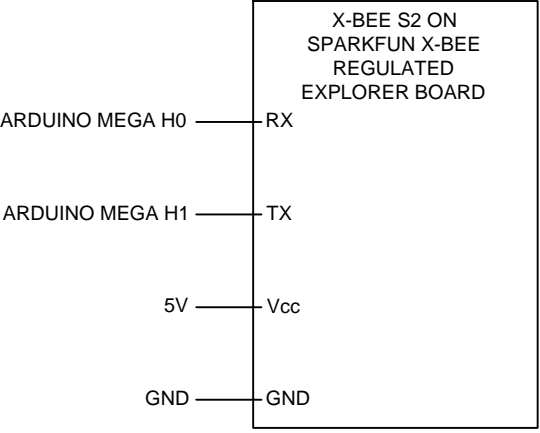 X-BEE S2 ON
SPARKFUN X-BEE
REGULATED
EXPLORER BOARD
ARDUINO MEGA H0 RX
ARDUINO MEGA H1 TX
5V Vcc
GND GND